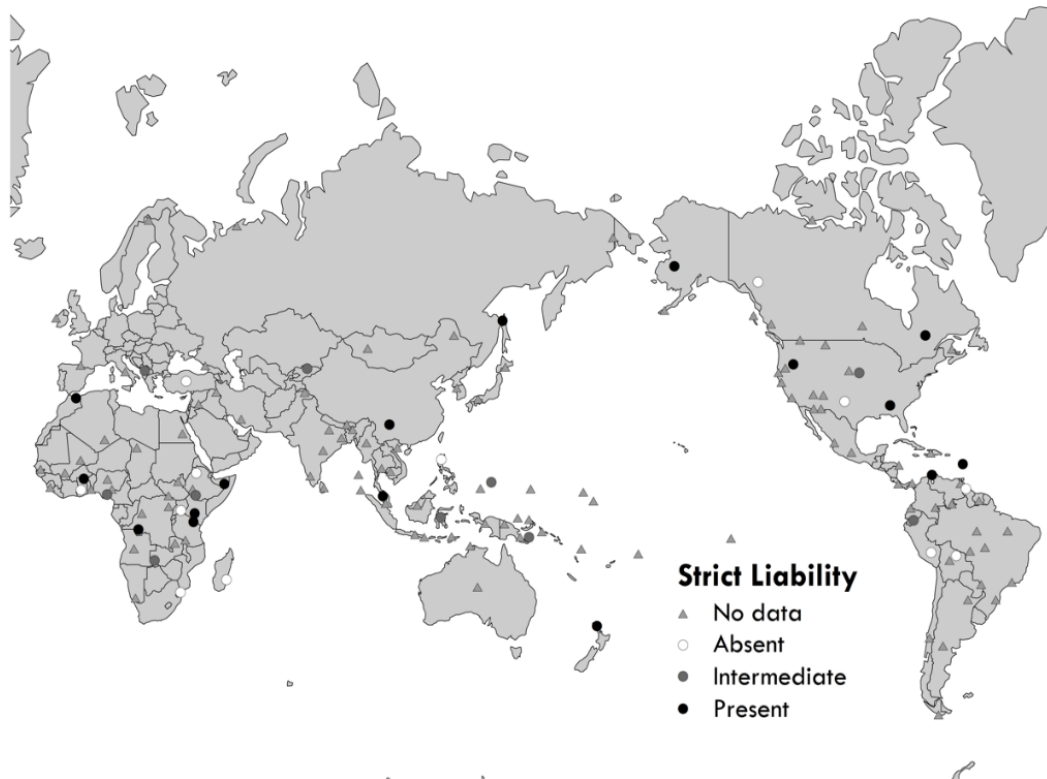 Strict Liability
No data
Absent
Intermediate
Present